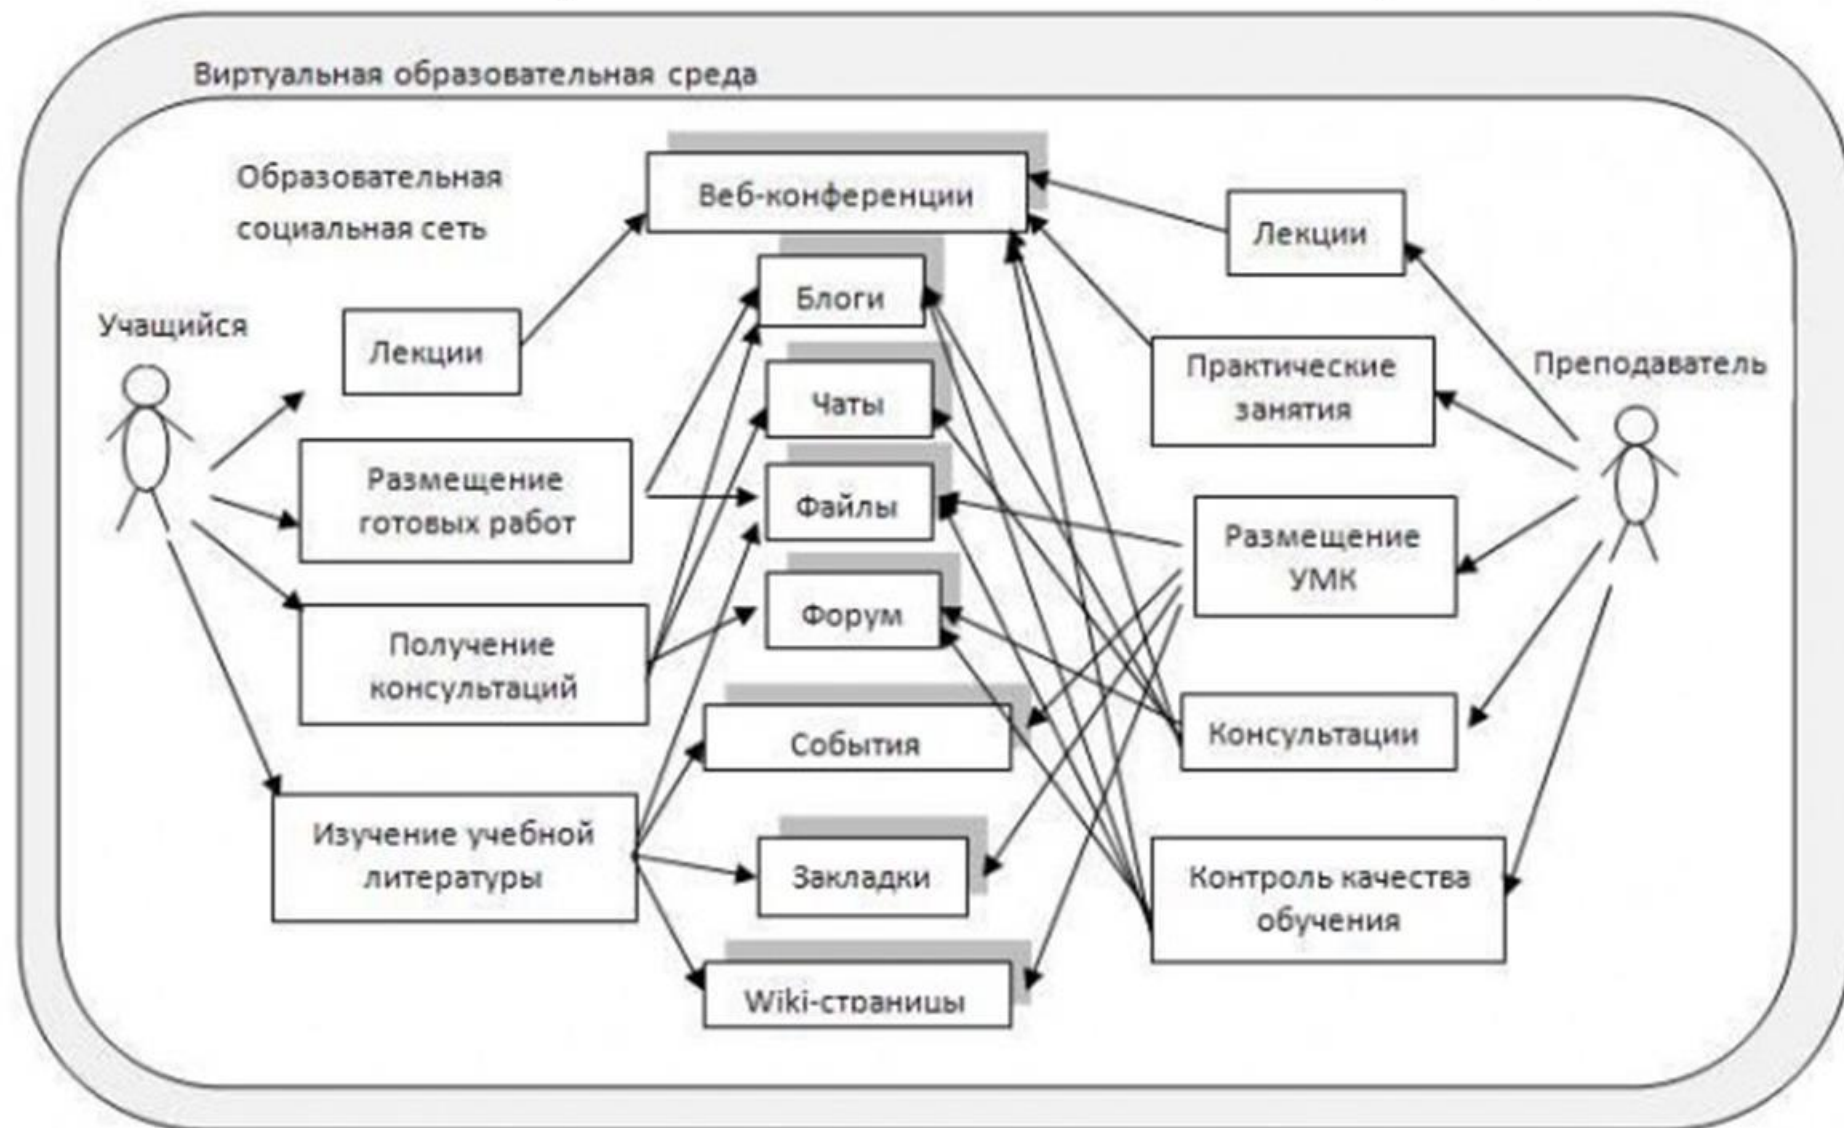 Виртуальная образовательная среда
Образовательная
социальная сеть
Учащийся
Лекции
Размещение
готовых работ
Получение
консультаций
Изучение учебной
литературы
Веб-конференции
Блоги
Чаты
Файлы
Форум
События
Закладки
Wiki-страницы
Лекции
Практические
занятия
Размещение
УМК
Консультации
Контроль качества
обучения
Преподаватель